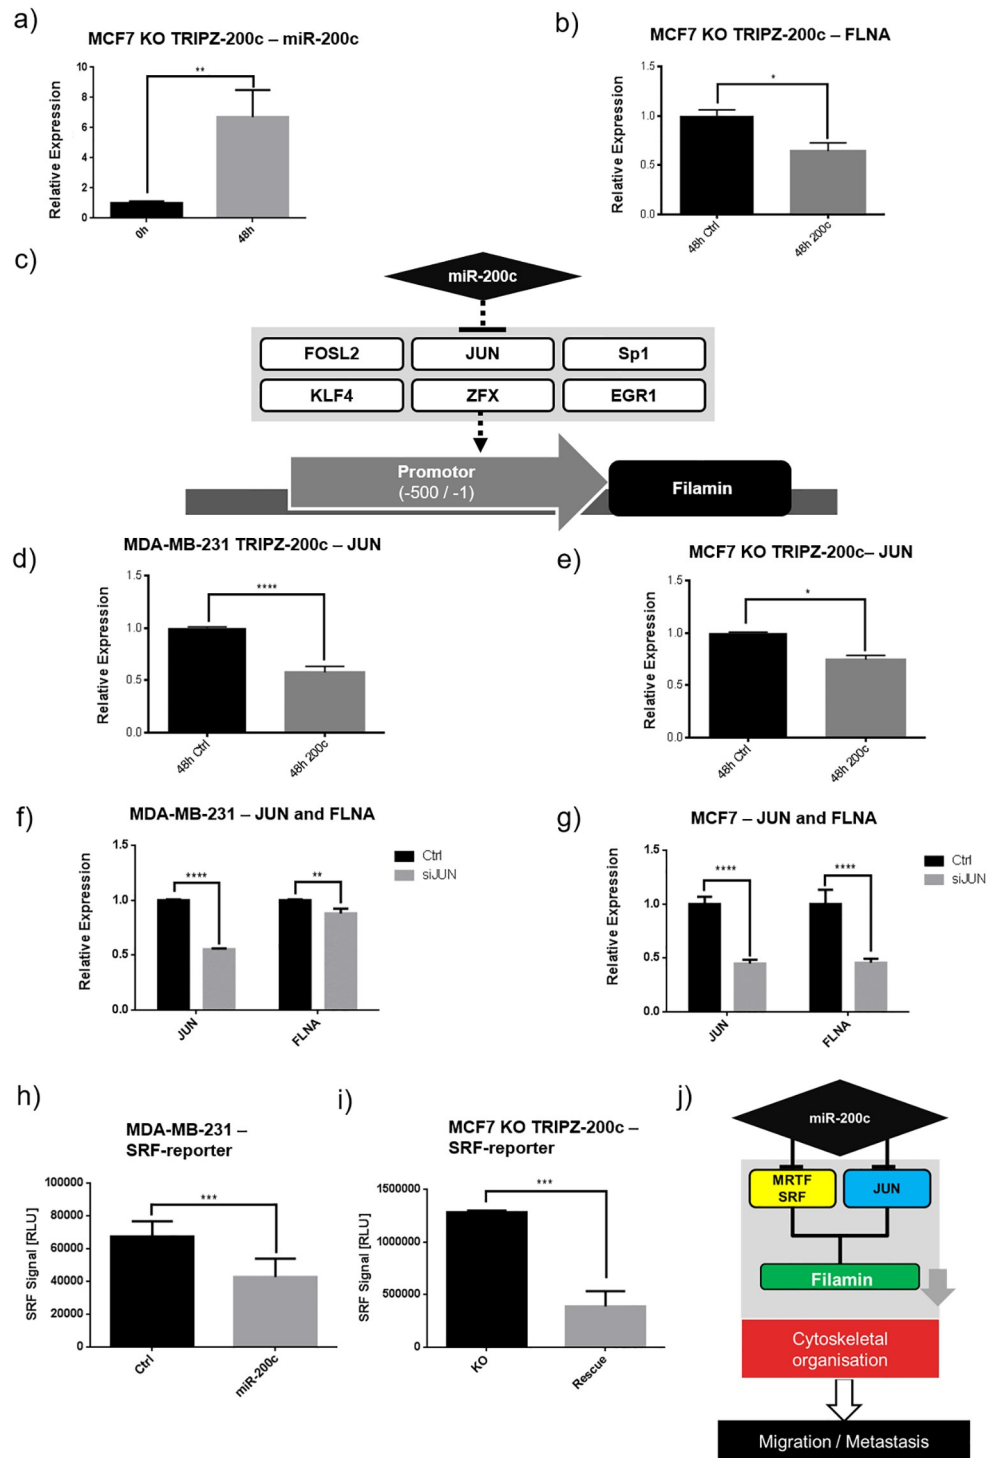 a)
MCF7 KO TRIPZ-200c – miR-200c
Relative Expression
10
8
6
4
2
0
**
0h
48h
b)
MCF7 KO TRIPZ-200c – FLNA
Relative Expression
1.5
1.0
0.5
0.0
*
48h Ctrl
48h 200c
c)
miR-200c
FOSL2
JUN
Sp1
KLF4
ZFX
EGR1
Promotor
(-500 / -1)
Filamin
d)
MDA-MB-231 TRIPZ-200c – JUN
Relative Expression
1.5
1.0
0.5
0.0
****
48h Ctrl
48h 200c
e)
MCF7 KO TRIPZ-200c– JUN
Relative Expression
1.5
1.0
0.5
0.0
*
48h Ctrl
48h 200c
f)
MDA-MB-231 – JUN and FLNA
Relative Expression
1.5
1.0
0.5
0.0
****
**
JUN
FLNA
Ctrl
siJUN
g)
MCF7 – JUN and FLNA
Relative Expression
1.5
1.0
0.5
0.0
****
****
JUN
FLNA
Ctrl
siJUN
h)
MDA-MB-231 –
SRF-reporter
SRF Signal [RLU]
100000
80000
60000
40000
20000
0
***
Ctrl
miR-200c
i)
MCF7 KO TRIPZ-200c –
SRF-reporter
SRF Signal [RLU]
1500000
1000000
500000
0
***
KO
Rescue
j)
miR-200c
MRTF
SRF
JUN
Filamin
Cytoskeletal
organisation
Migration / Metastasis